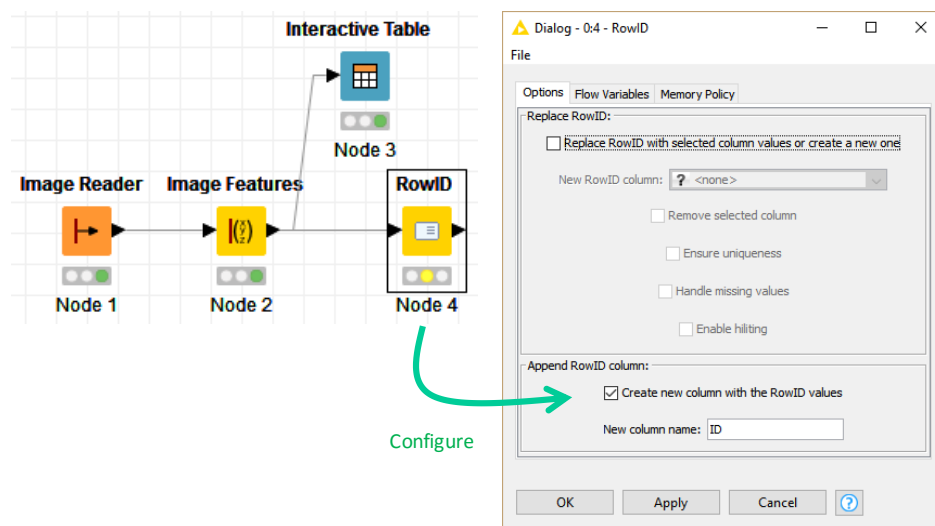 Interactive Table
Node 3
Image Reader
Image Features
RowID
Node 1
Node 2
Node 4
Configure
Dialog - 0:4 - RowID
File
Options
Flow Variables
Memory Policy
Replace RowID:
Replace RowID with selected column values or create a new one
New RowID column:
? <none>
Remove selected column
Ensure uniqueness
Handle missing values
Enable hiliting
Append RowID column:
Create new column with the RowID values
New column name: ID
OK
Apply
Cancel
?